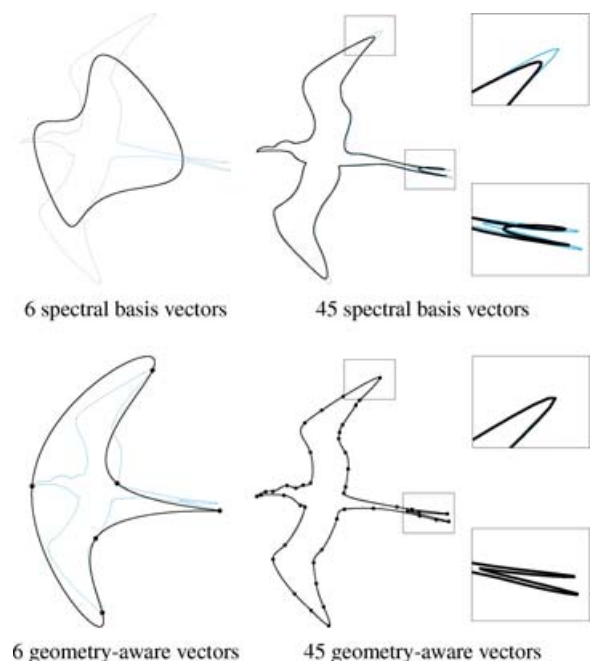 6 spectral basis vectors
45 spectral basis vectors
6 geometry-aware vectors
45 geometry-aware vectors